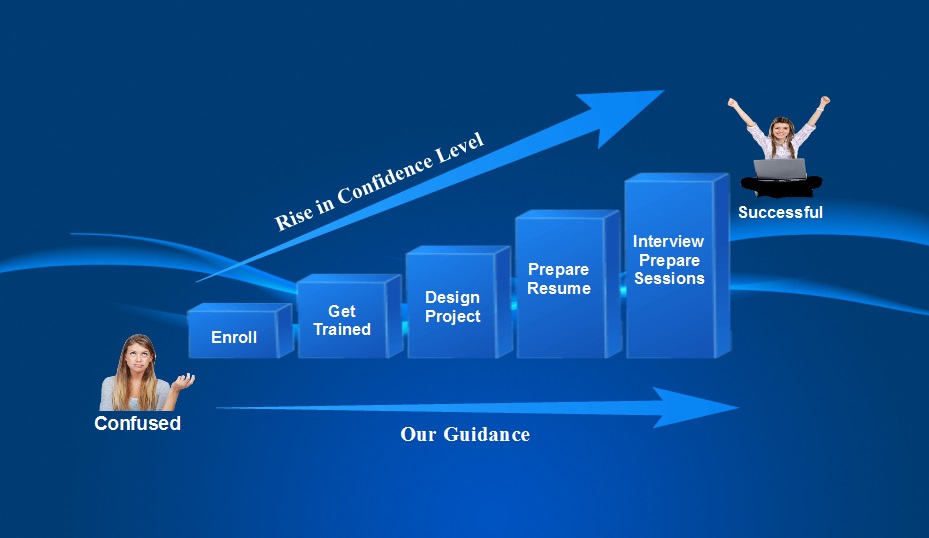 Rise in Confidence Level
Successful
Interview
Prepare
Sessions
Prepare
Resume
Design
Project
Get
Trained
Enroll
Confused
Our Guidance